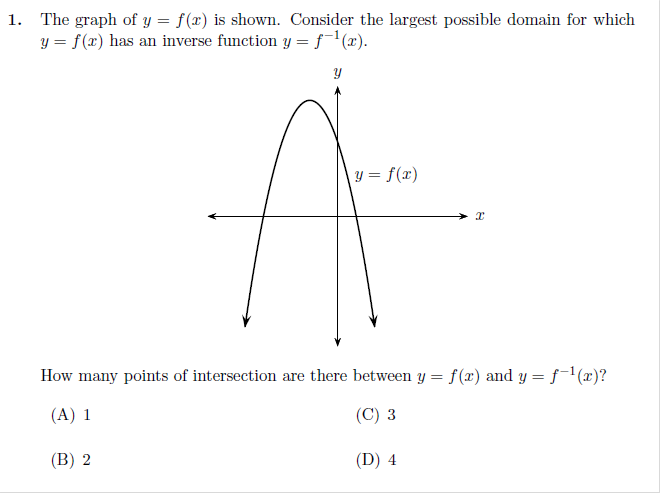 1. The graph of y = f(x) is shown. Consider the largest possible domain for which
y = f(x) has an inverse function y = f⁻¹(x).
y
y = f(x)
x
How many points of intersection are there between y = f(x) and y = f⁻¹(x)?
(A) 1
(C) 3
(B) 2
(D) 4